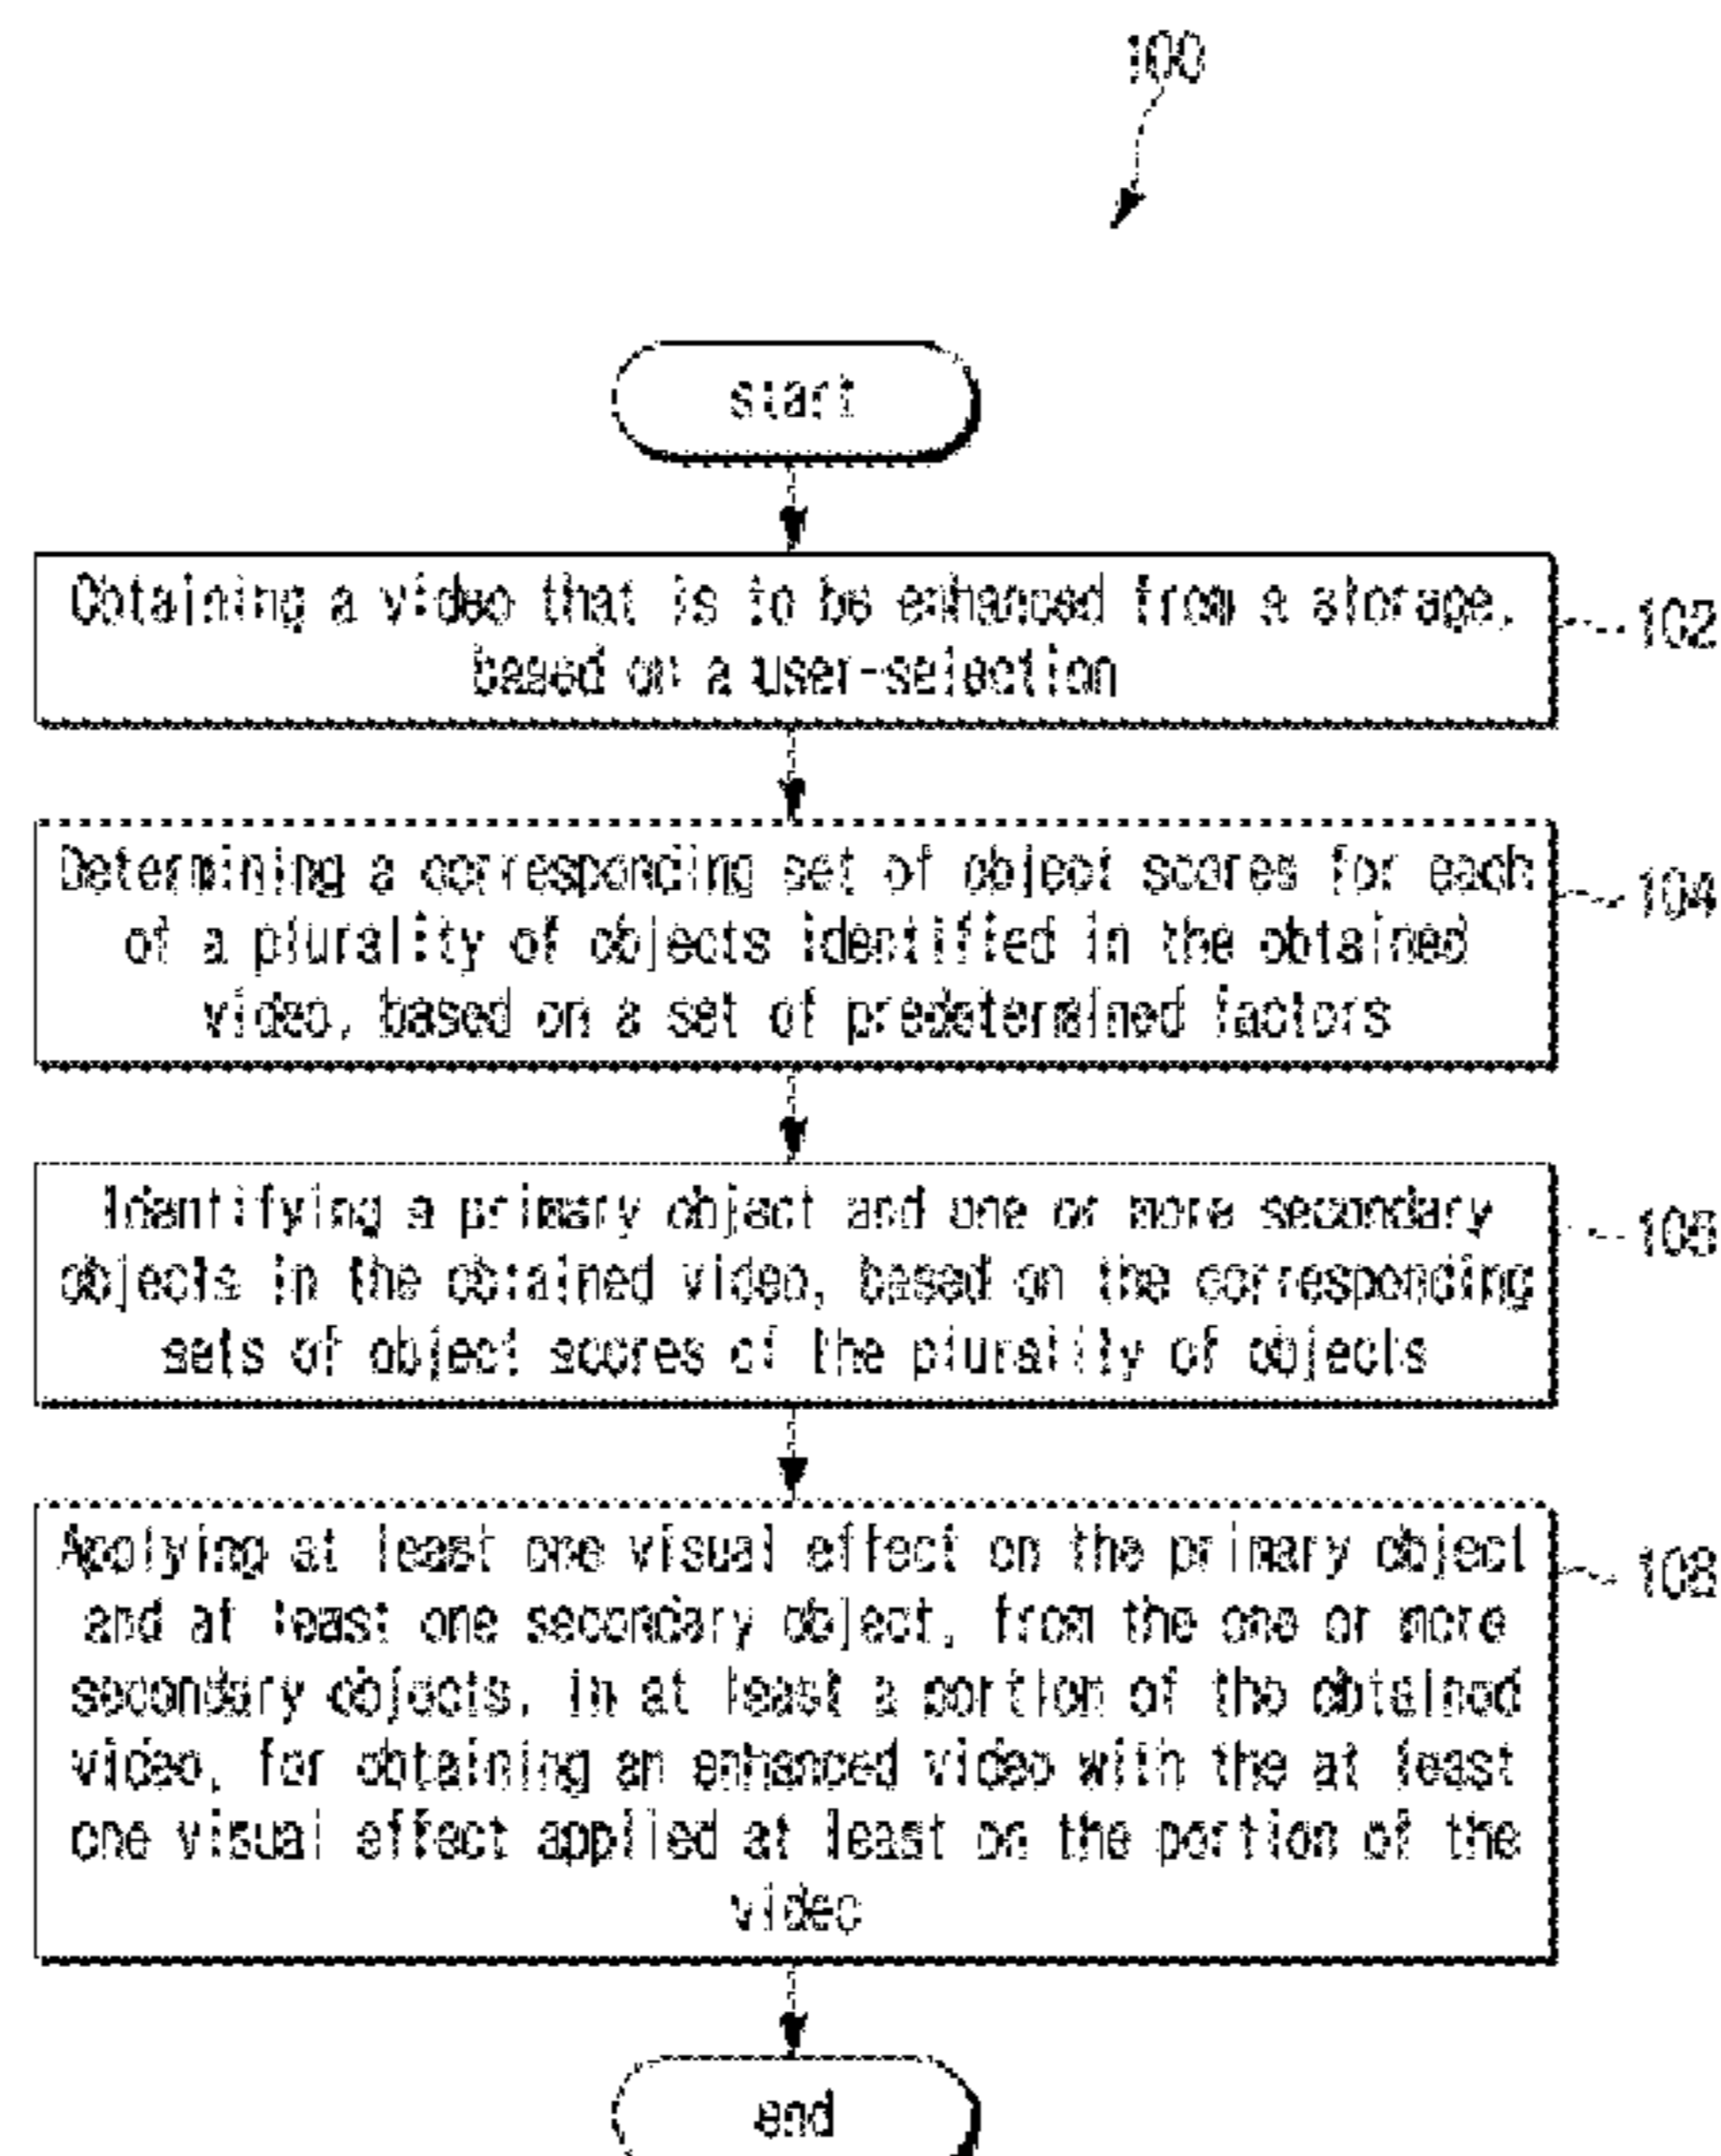 100
start
Obtaining a video that is to be enhanced from a storage,
based on a user-selection
102
Determining a corresponding set of object scores for each
of a plurality of objects identified in the obtained
video, based on a set of predetermined factors
104
Identifying a primary object and one or more secondary
objects in the obtained video, based on the corresponding
sets of object scores of the plurality of objects
106
Applying at least one visual effect on the primary object
and at least one secondary object, from the one or more
secondary objects, in at least a portion of the obtained
video, for obtaining an enhanced video with the at least
one visual effect applied at least on the portion of the
video
108
end